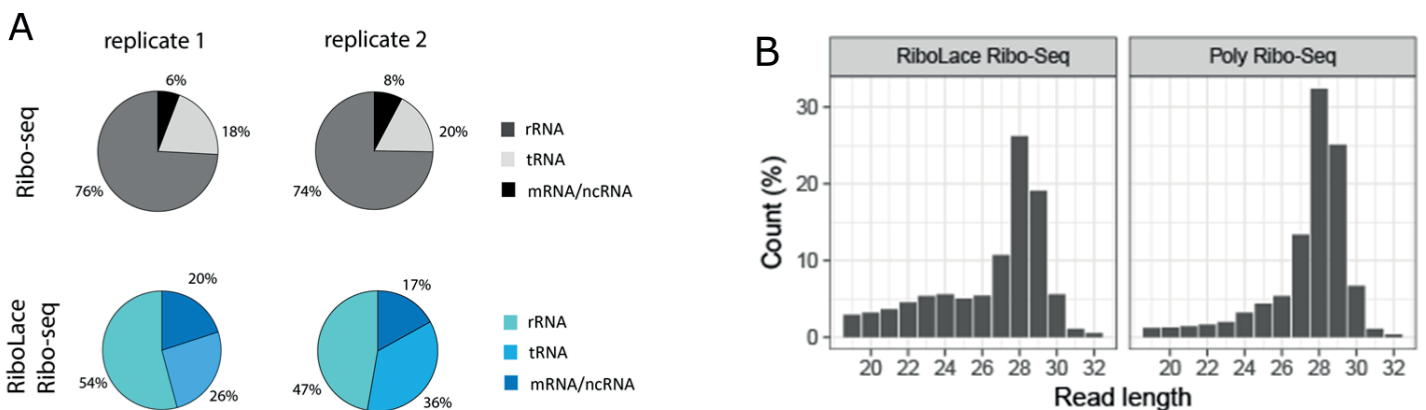 A
replicate 1
replicate 2
Ribo-seq
6%
18%
76%
8%
20%
74%
rRNA
tRNA
mRNA/ncRNA
RiboLace
Ribo-seq
20%
26%
54%
17%
36%
47%
rRNA
tRNA
mRNA/ncRNA
B
RiboLace Ribo-Seq
Poly Ribo-Seq
Count (%)
30
20
10
0
20 22 24 26 28 30 32
20 22 24 26 28 30 32
Read length